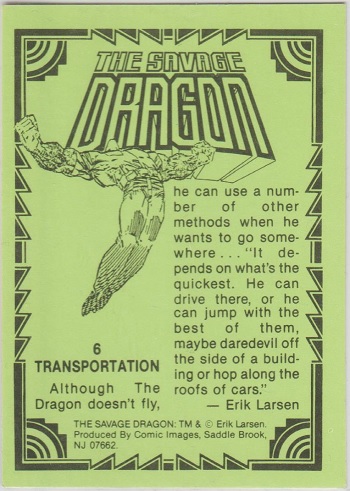 THE SAVAGE
DRAGON
6
TRANSPORTATION
Although The
Dragon doesn't fly,
he can use a num-
ber of other
methods when he
wants to go some-
where . . . "It de-
pends on what's the
quickest. He can
drive there, or he
can jump with the
best of them,
maybe daredevil off
the side of a build-
ing or hop along the
roofs of cars."
— Erik Larsen
THE SAVAGE DRAGON: TM & © Erik Larsen.
Produced By Comic Images, Saddle Brook,
NJ 07662.